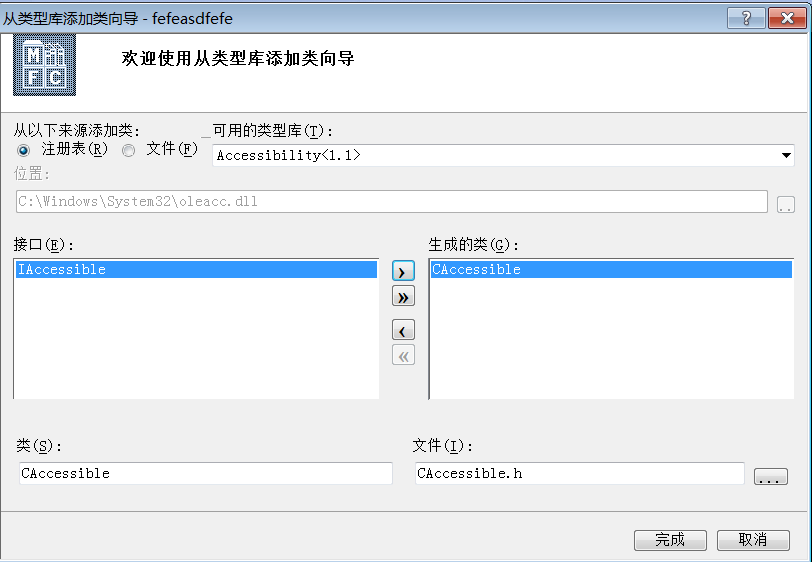 从类型库添加类向导 - fefeasdfefe
MFC
欢迎使用从类型库添加类向导
从以下来源添加类:
可用的类型库(T):
注册表(R) 文件(F)
Accessibility<1.1>
位置:
C:\Windows\System32\oleacc.dll
..
接口(E):
生成的类(G):
IAccessible
CAccessible
›
»
‹
«
类(S):
文件(I):
CAccessible
CAccessible.h
...
完成 取消